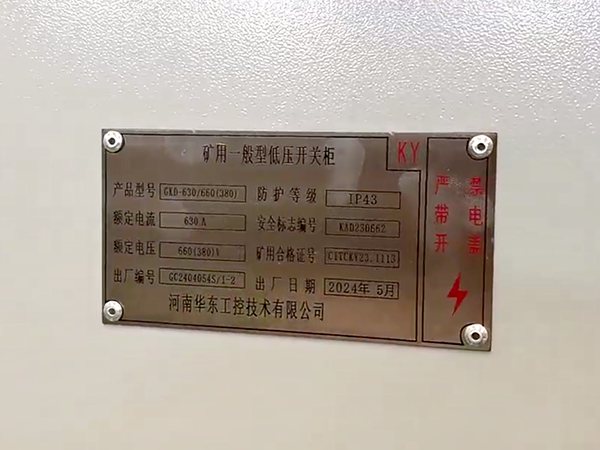 矿用一般型低压开关柜
KY
产品型号 GKD-630/660(380) 防护等级 IP43
额定电流 630A 安全标志编号 KAD230662
额定电压 660(380)V 矿用合格证号 CITCKY23.1113
出厂编号 GC2404054S/1-2 出厂日期 2024年 5月
河南华东工控技术有限公司
严禁
带电
开盖